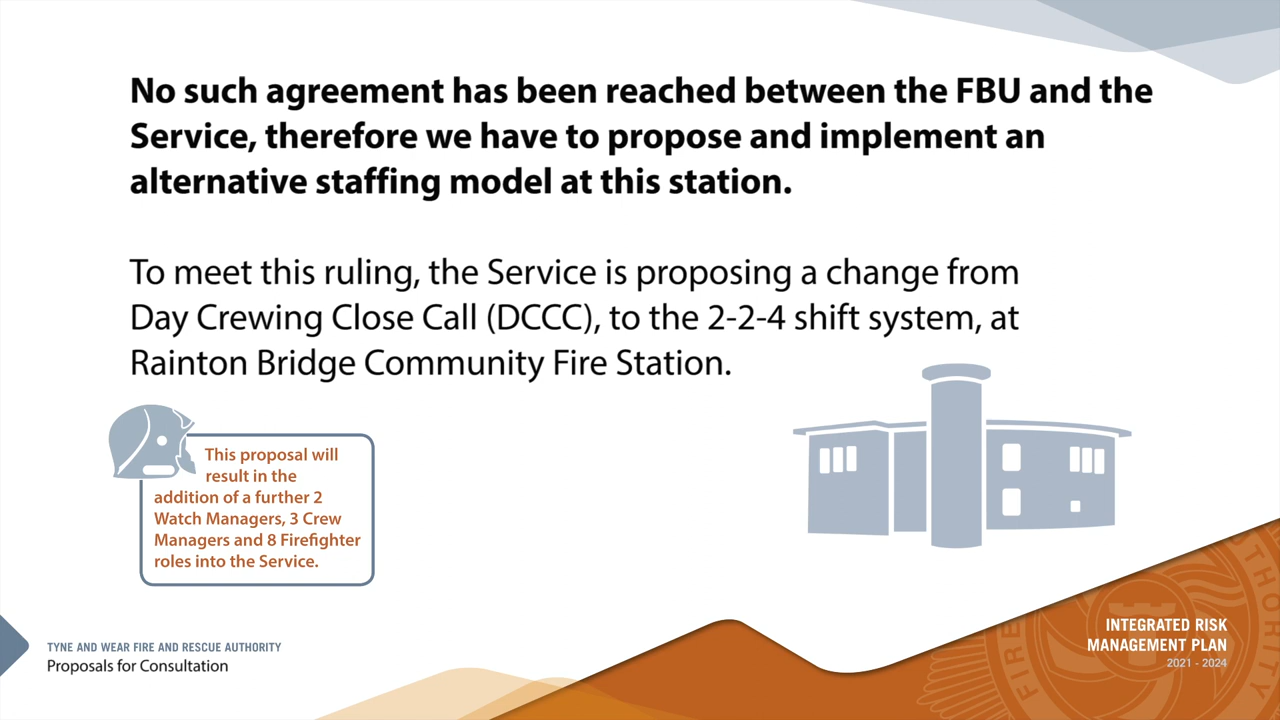 No such agreement has been reached between the FBU and the
Service, therefore we have to propose and implement an
alternative staffing model at this station.
To meet this ruling, the Service is proposing a change from
Day Crewing Close Call (DCCC), to the 2-2-4 shift system, at
Rainton Bridge Community Fire Station.
This proposal will
result in the
addition of a further 2
Watch Managers, 3 Crew
Managers and 8 Firefighter
roles into the Service.
TYNE AND WEAR FIRE AND RESCUE AUTHORITY
Proposals for Consultation
INTEGRATED RISK
MANAGEMENT PLAN
2021 - 2024
FIRE